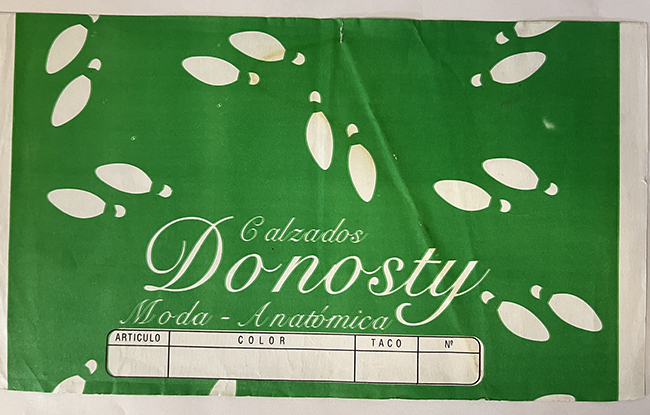 Calzados
Donosty
Moda - Anatómica
ARTICULO COLOR TACO Nº